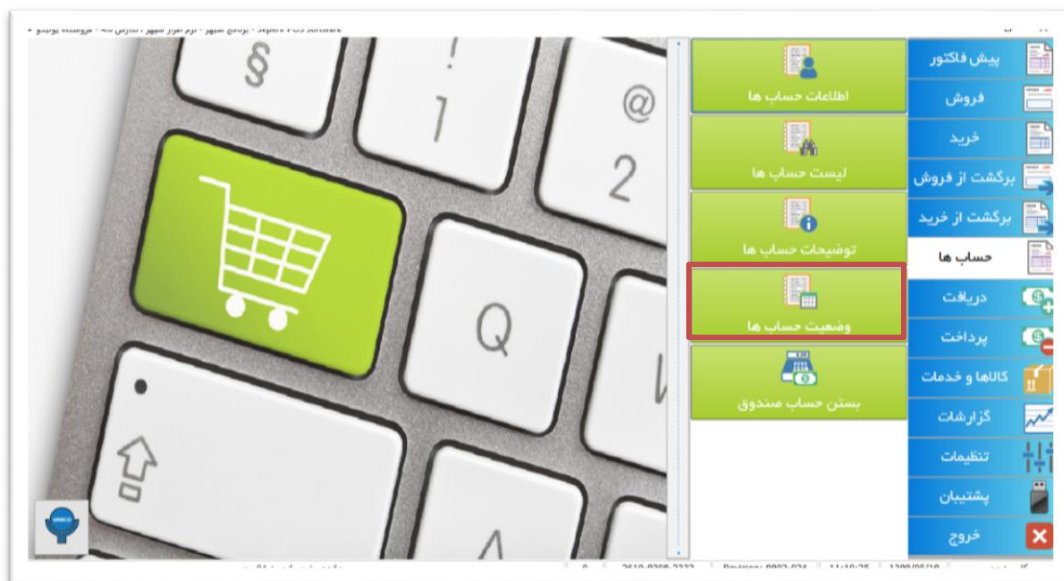 پیش فاکتور
فروش
خرید
برگشت از فروش
برگشت از خرید
حساب ها
دریافت
پرداخت
کالاها و خدمات
گزارشات
تنظیمات
پشتیبان
خروج
اطلاعات حساب ها
لیست حساب ها
توضیحات حساب ها
وضعیت حساب ها
بستن حساب صندوق
§
!
1
@
2
Q